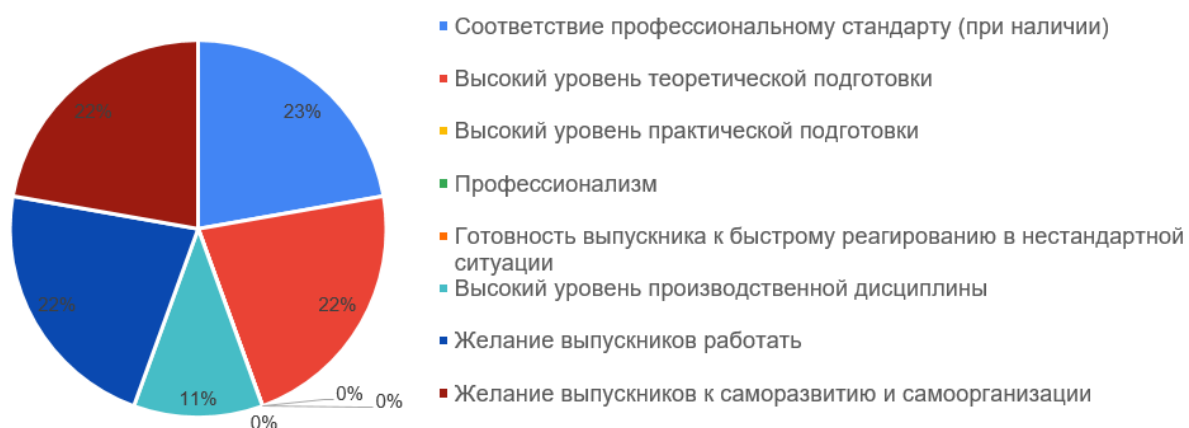 Соответствие профессиональному стандарту (при наличии)
Высокий уровень теоретической подготовки
Высокий уровень практической подготовки
Профессионализм
Готовность выпускника к быстрому реагированию в нестандартной
ситуации
Высокий уровень производственной дисциплины
Желание выпускников работать
Желание выпускников к саморазвитию и самоорганизации
22%
23%
22%
22%
11%
0%
0%
0%